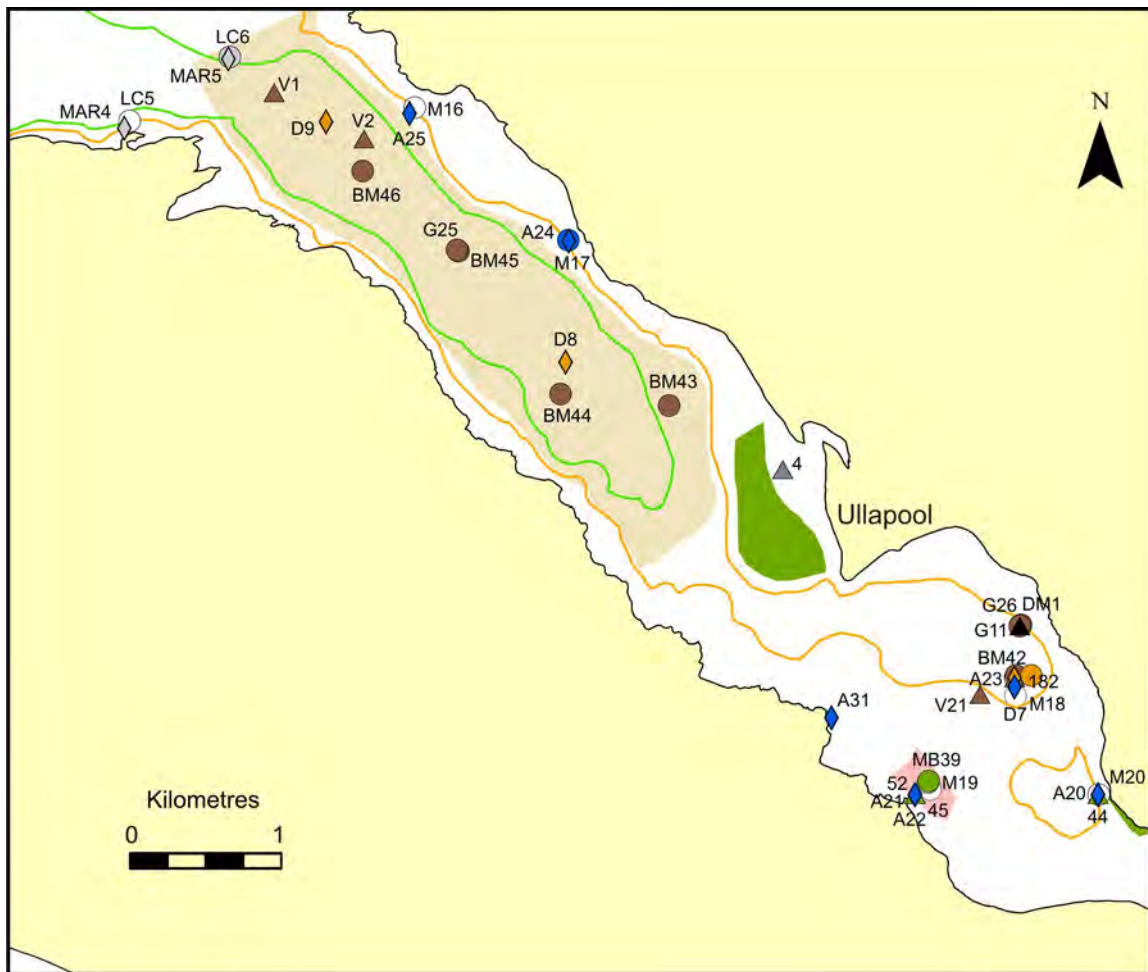 LC6
MAR5
V1
LC5
MAR4
M16
D9
V2
A25
N
BM46
G25
A24
BM45
M17
D8
BM43
BM44
4
Ullapool
G26 DM1
G11
BM42
A23 182
V21 M18
D7
A31
MB39
52 M19
M20
A20
A21
45
A22
44
Kilometres
0 1